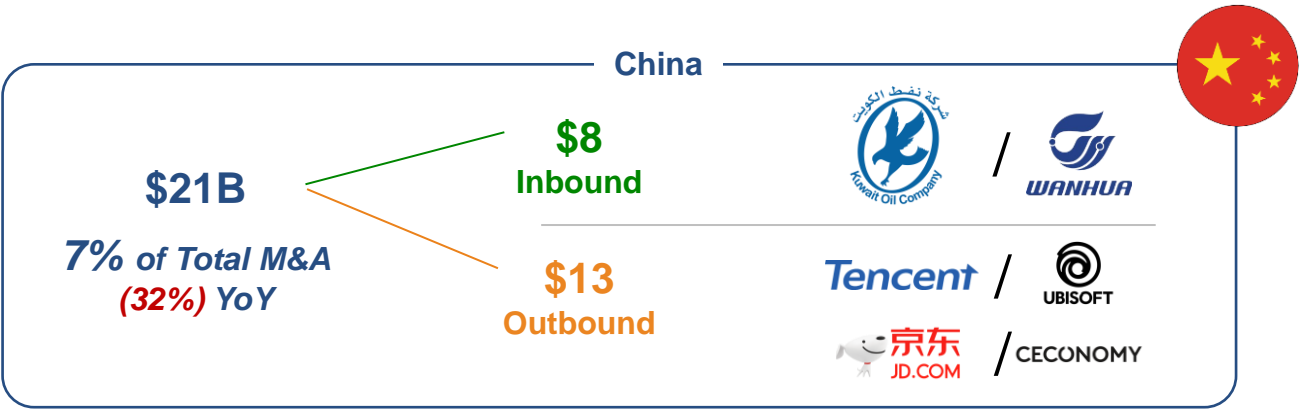 China
$21B
7% of Total M&A
(32%) YoY
$8
Inbound
شركة نفط الكويت
Kuwait Oil Company
/
WANHUA
$13
Outbound
Tencent
/
UBISOFT
京东
JD.COM
/
CECONOMY